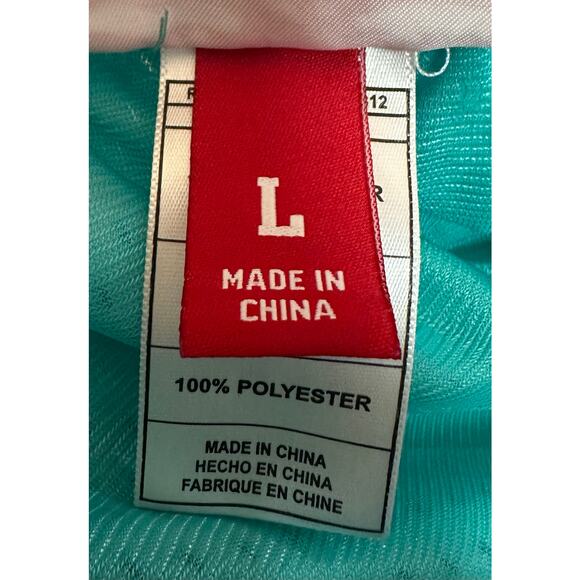 L
MADE IN
CHINA
100% POLYESTER
MADE IN CHINA
HECHO EN CHINA
FABRIQUE EN CHINE